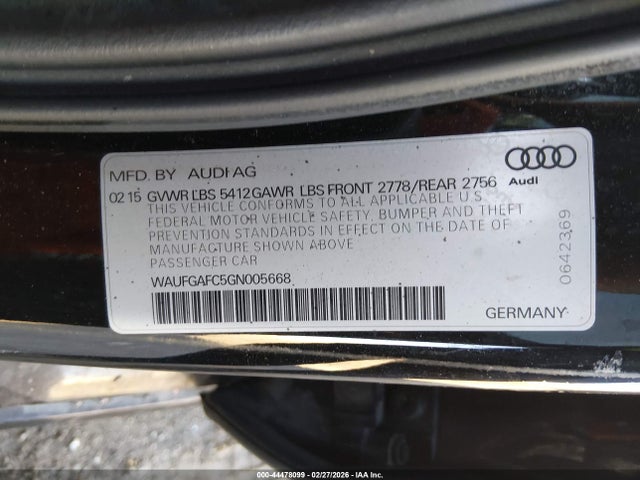 MFD. BY AUDI AG
02 15 GVWR LBS 5412 GAWR LBS FRONT 2778/REAR 2756
Audi
THIS VEHICLE CONFORMS TO ALL APPLICABLE U.S.
FEDERAL MOTOR VEHICLE SAFETY, BUMPER AND THEFT
PREVENTION STANDARDS IN EFFECT ON THE DATE OF
MANUFACTURE SHOWN ABOVE
PASSENGER CAR
WAUFGAFC5GN005668
GERMANY
0642369
000-44478099 - 02/27/2026 - IAA Inc.